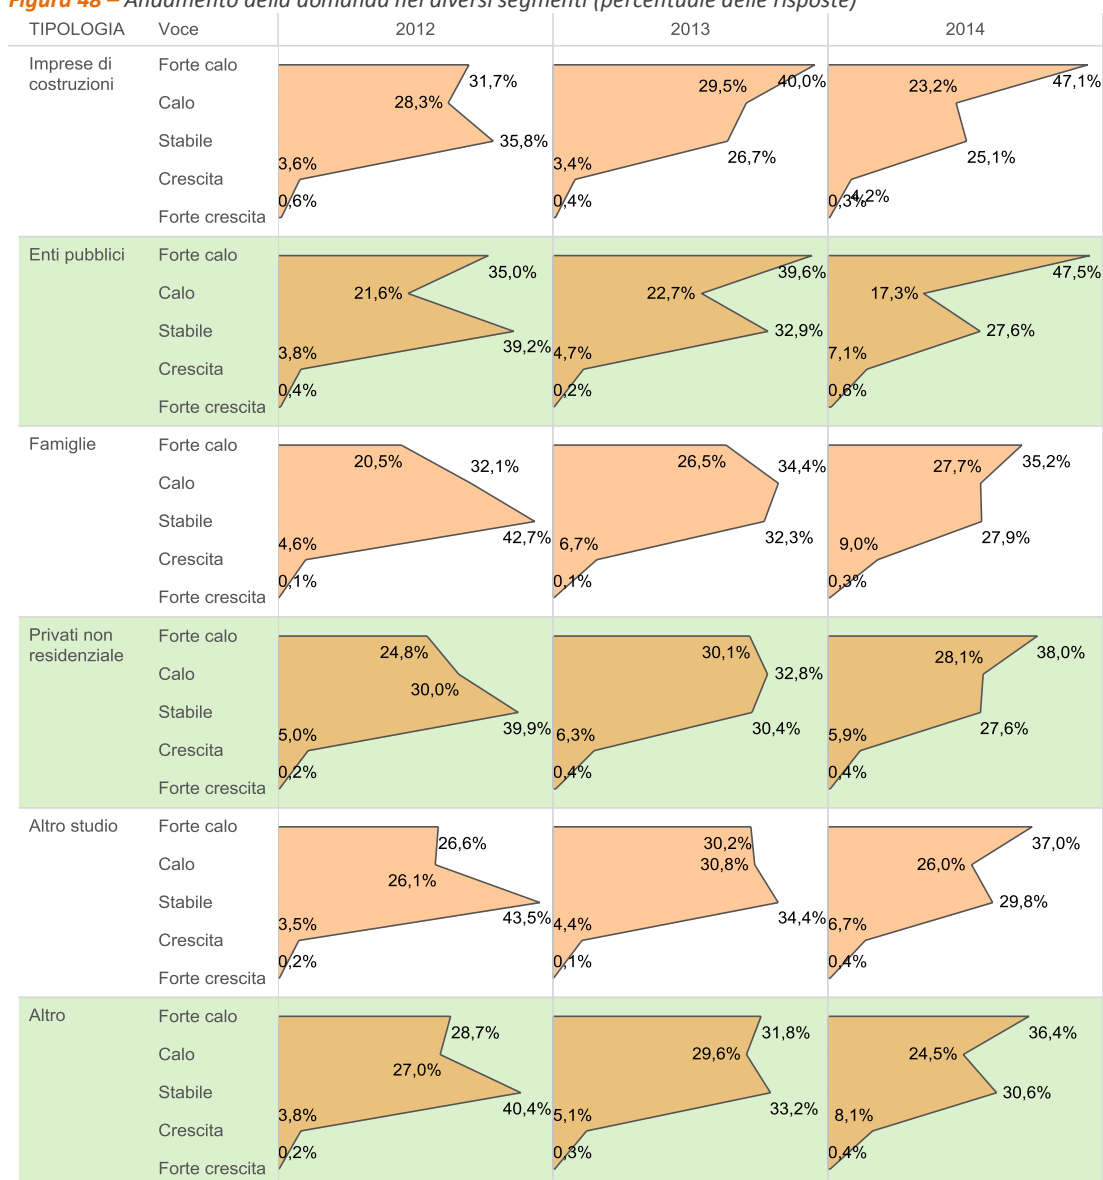 Figura 48 – Andamento della domanda nei diversi segmenti (percentuale delle risposte)
TIPOLOGIA Voce 2012 2013 2014
Imprese di costruzioni
Forte calo 31,7% 40,0% 47,1%
Calo 28,3% 29,5% 23,2%
Stabile 35,8% 26,7% 25,1%
Crescita 3,6% 3,4% 4,2%
Forte crescita 0,6% 0,4% 0,3%
Enti pubblici
Forte calo 35,0% 39,6% 47,5%
Calo 21,6% 22,7% 17,3%
Stabile 39,2% 32,9% 27,6%
Crescita 3,8% 4,7% 7,1%
Forte crescita 0,4% 0,2% 0,6%
Famiglie
Forte calo 20,5% 26,5% 35,2%
Calo 32,1% 34,4% 27,7%
Stabile 42,7% 32,3% 27,9%
Crescita 4,6% 6,7% 9,0%
Forte crescita 0,1% 0,1% 0,3%
Privati non residenziale
Forte calo 24,8% 30,1% 38,0%
Calo 30,0% 32,8% 28,1%
Stabile 39,9% 30,4% 27,6%
Crescita 5,0% 6,3% 5,9%
Forte crescita 0,2% 0,4% 0,4%
Altro studio
Forte calo 26,6% 30,2% 37,0%
Calo 26,1% 30,8% 26,0%
Stabile 43,5% 34,4% 29,8%
Crescita 3,5% 4,4% 6,7%
Forte crescita 0,2% 0,1% 0,4%
Altro
Forte calo 28,7% 31,8% 36,4%
Calo 27,0% 29,6% 24,5%
Stabile 40,4% 33,2% 30,6%
Crescita 3,8% 5,1% 8,1%
Forte crescita 0,2% 0,3% 0,4%